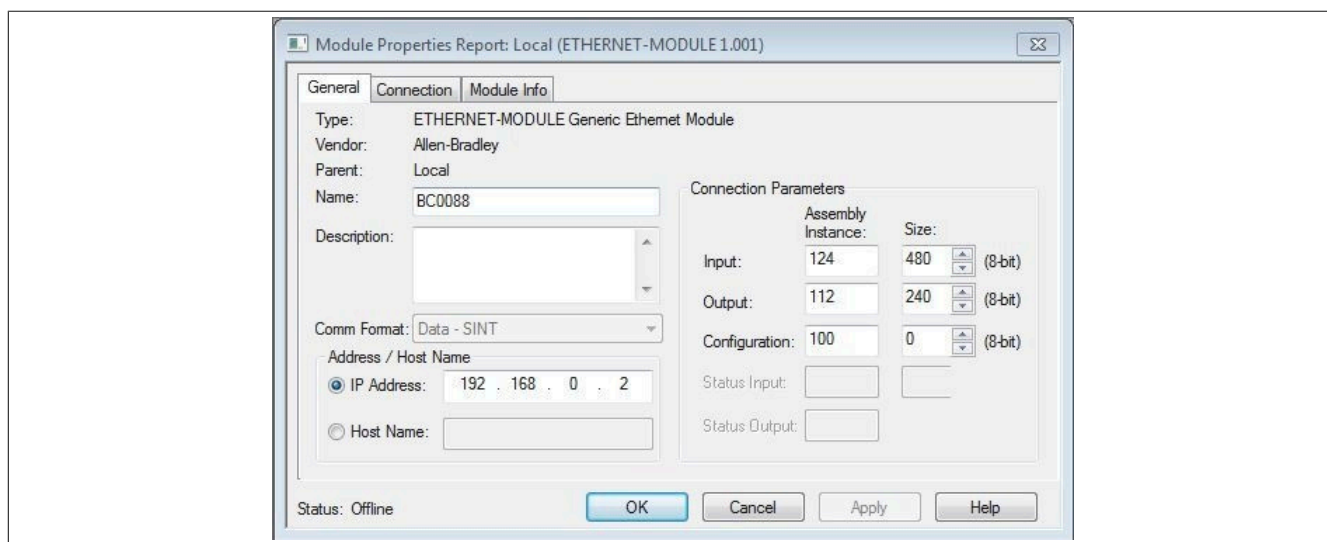 Module Properties Report: Local (ETHERNET-MODULE 1.001)
General Connection Module Info
Type: ETHERNET-MODULE Generic Ethernet Module
Vendor: Allen-Bradley
Parent: Local
Name: BC0088
Description:
Comm Format: Data - SINT
Address / Host Name
IP Address: 192 . 168 . 0 . 2
Host Name:
Connection Parameters
Assembly
Instance: Size:
Input: 124 480 (8-bit)
Output: 112 240 (8-bit)
Configuration: 100 0 (8-bit)
Status Input:
Status Output:
Status: Offline
OK Cancel Apply Help